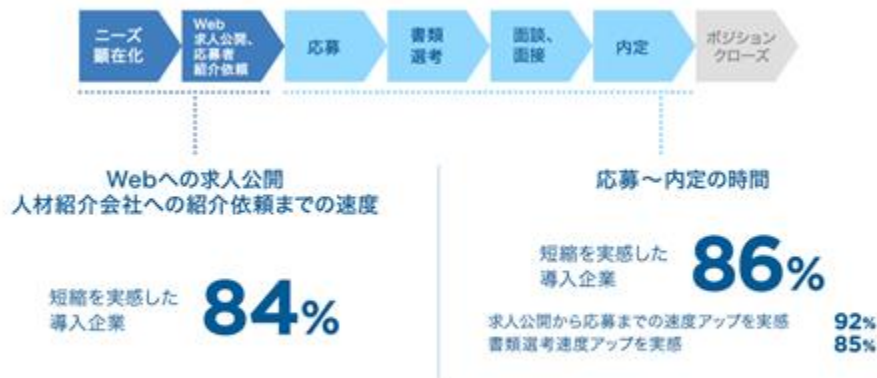 ニーズ
顕在化
Web
求人公開、
応募者
紹介依頼
応募
書類
選考
面談、
面接
内定
ポジション
クローズ
Webへの求人公開
人材紹介会社への紹介依頼までの速度
短縮を実感した
導入企業
84%
応募～内定の時間
短縮を実感した
導入企業
86%
求人公開から応募までの速度アップを実感 92%
書類選考速度アップを実感 85%